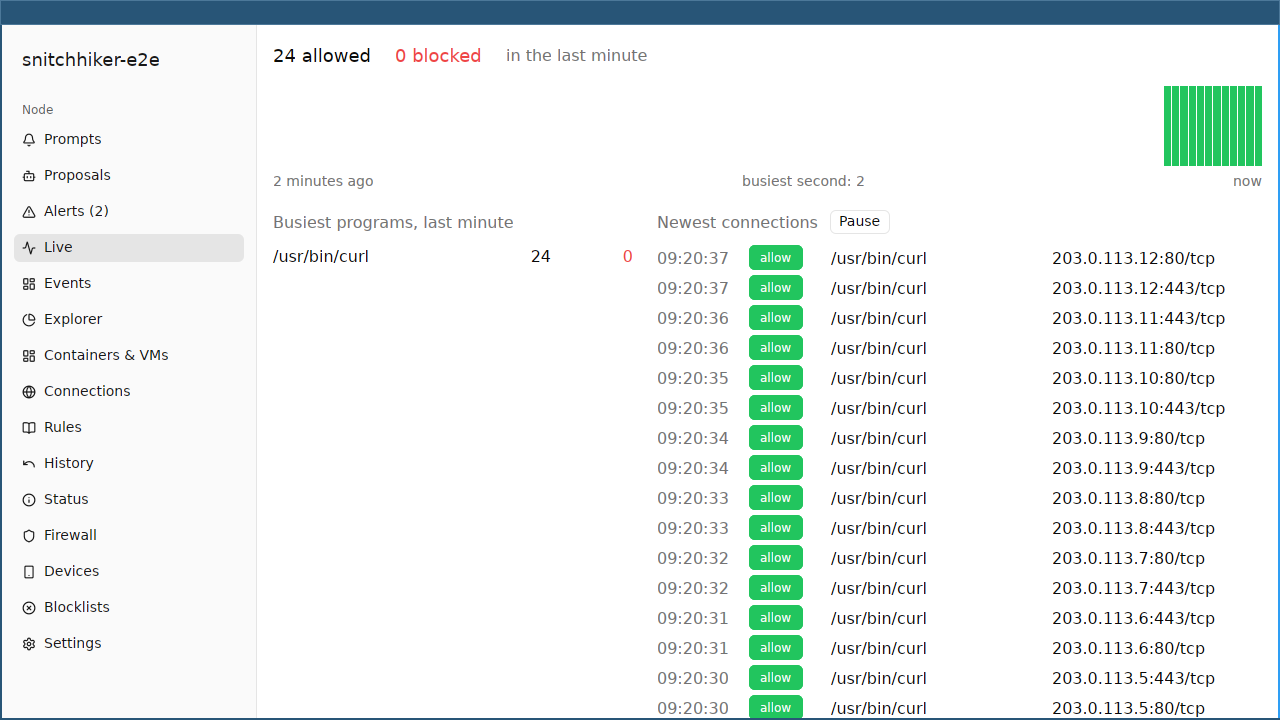 snitchhiker-e2e
Node
Prompts
Proposals
Alerts (2)
Live
Events
Explorer
Containers & VMs
Connections
Rules
History
Status
Firewall
Devices
Blocklists
Settings
24 allowed 0 blocked in the last minute
2 minutes ago busiest second: 2 now
Busiest programs, last minute
/usr/bin/curl 24 0
Newest connections Pause
09:20:37 allow /usr/bin/curl 203.0.113.12:80/tcp
09:20:37 allow /usr/bin/curl 203.0.113.12:443/tcp
09:20:36 allow /usr/bin/curl 203.0.113.11:443/tcp
09:20:36 allow /usr/bin/curl 203.0.113.11:80/tcp
09:20:35 allow /usr/bin/curl 203.0.113.10:80/tcp
09:20:35 allow /usr/bin/curl 203.0.113.10:443/tcp
09:20:34 allow /usr/bin/curl 203.0.113.9:80/tcp
09:20:34 allow /usr/bin/curl 203.0.113.9:443/tcp
09:20:33 allow /usr/bin/curl 203.0.113.8:80/tcp
09:20:33 allow /usr/bin/curl 203.0.113.8:443/tcp
09:20:32 allow /usr/bin/curl 203.0.113.7:80/tcp
09:20:32 allow /usr/bin/curl 203.0.113.7:443/tcp
09:20:31 allow /usr/bin/curl 203.0.113.6:443/tcp
09:20:31 allow /usr/bin/curl 203.0.113.6:80/tcp
09:20:30 allow /usr/bin/curl 203.0.113.5:443/tcp
09:20:30 allow /usr/bin/curl 203.0.113.5:80/tcp